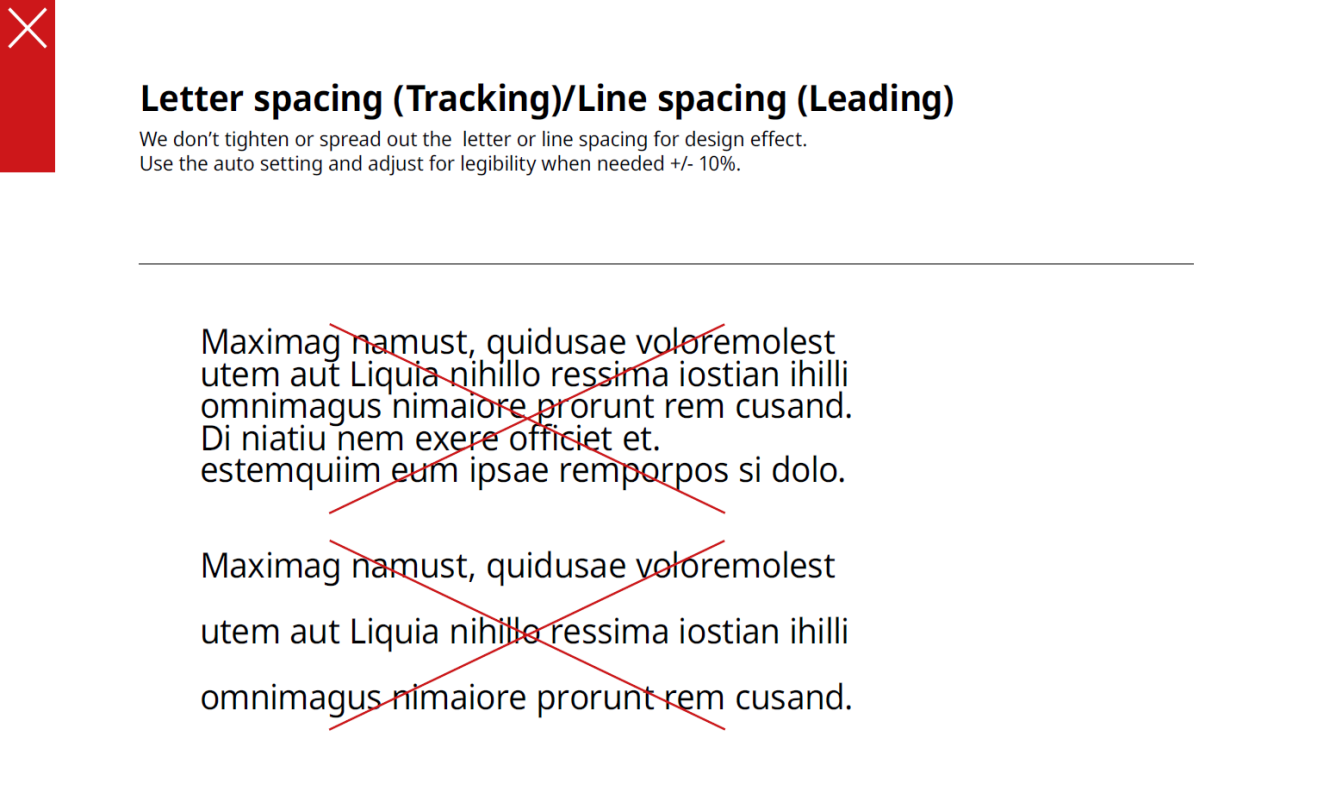 Letter spacing (Tracking)/Line spacing (Leading)
We don’t tighten or spread out the  letter or line spacing for design effect.
Use the auto setting and adjust for legibility when needed +/- 10%.
Maximag namust, quidusae voloremolest
utem aut Liquia nihillo ressima iostian ihilli
omnimagus nimaiore prorunt rem cusand.
Di niatiu nem exere officiet et.
estemquiim eum ipsae remporpos si dolo.
Maximag namust, quidusae voloremolest
utem aut Liquia nihillo ressima iostian ihilli
omnimagus nimaiore prorunt rem cusand.